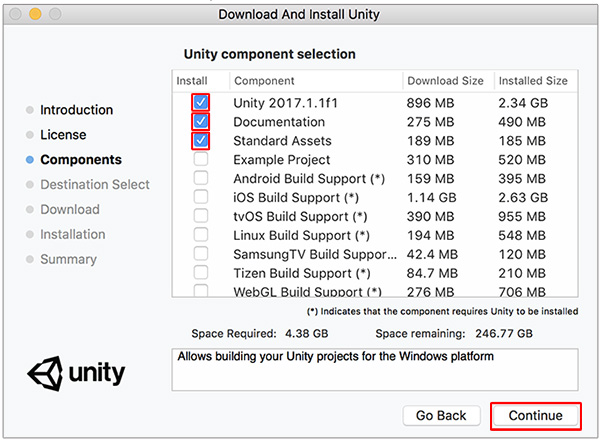 Download And Install Unity
Unity component selection
Install Component Download Size Installed Size
Unity 2017.1.1f1 896 MB 2.34 GB
Documentation 275 MB 490 MB
Standard Assets 189 MB 185 MB
Example Project 310 MB 520 MB
Android Build Support (*) 159 MB 395 MB
iOS Build Support (*) 1.14 GB 2.63 GB
tvOS Build Support (*) 390 MB 955 MB
Linux Build Support (*) 194 MB 548 MB
SamsungTV Build Suppor... 42.4 MB 120 MB
Tizen Build Support (*) 84.7 MB 210 MB
WebGL Build Support (*) 276 MB 706 MB
Introduction
License
Components
Destination Select
Download
Installation
Summary
(*) Indicates that the component requires Unity to be installed
Space Required: 4.38 GB Space remaining: 246.77 GB
Allows building your Unity projects for the Windows platform
unity
Go Back Continue